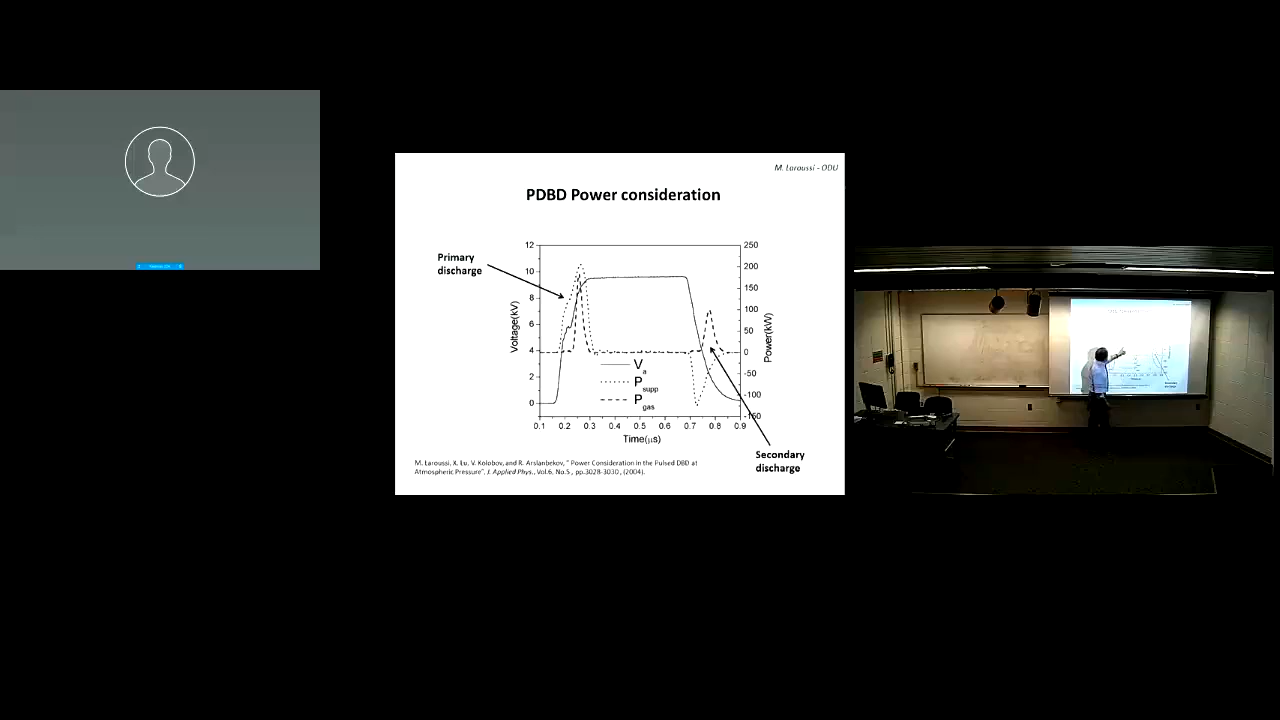 M. Laroussi - ODU
PDBD Power consideration
Primary
discharge
12
10
8
6
4
2
0
Voltage(kV)
250
200
150
100
50
0
-50
-100
-150
Power(kW)
V
a
P
supp
P
gas
0.1 0.2 0.3 0.4 0.5 0.6 0.7 0.8 0.9
Time(μs)
Secondary
discharge
M. Laroussi, X. Lu, V. Kolobov, and R. Arslanbekov, " Power Consideration in the Pulsed DBD at
Atmospheric Pressure", J. Applied Phys., Vol.6, No.5 , pp.3028-3030 , (2004).
Secondary
discharge